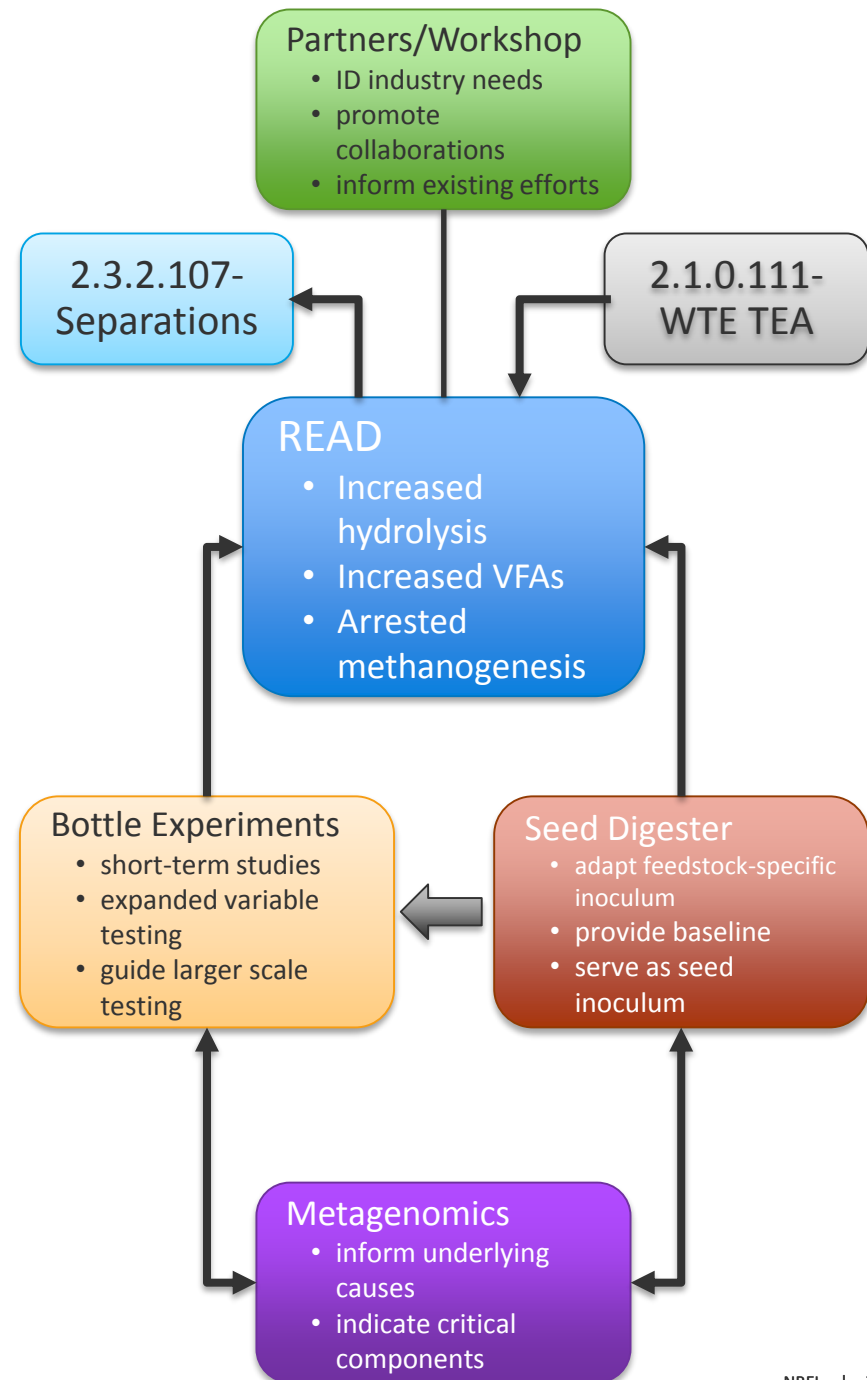 Partners/Workshop
• ID industry needs
• promote
collaborations
• inform existing efforts
2.3.2.107-
Separations
2.1.0.111-
WTE TEA
READ
• Increased
hydrolysis
• Increased VFAs
• Arrested
methanogenesis
Bottle Experiments
• short-term studies
• expanded variable
testing
• guide larger scale
testing
Seed Digester
• adapt feedstock-specific
inoculum
• provide baseline
• serve as seed
inoculum
Metagenomics
• inform underlying
causes
• indicate critical
components